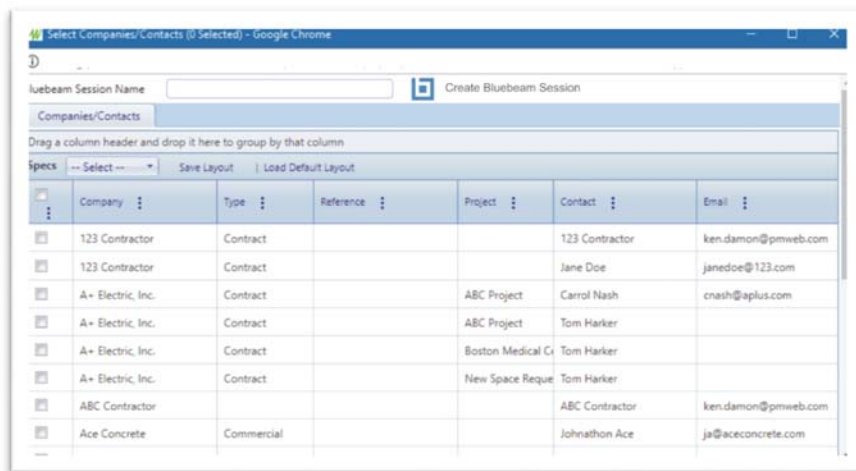 Select Companies/Contacts (0 Selected) - Google Chrome
luebeam Session Name Create Bluebeam Session
Companies/Contacts
Drag a column header and drop it here to group by that column
Specs -- Select -- Save Layout | Load Default Layout
Company Type Reference Project Contact Email
123 Contractor Contract 123 Contractor ken.damon@pmweb.com
123 Contractor Contract Jane Doe janedoe@123.com
A+ Electric, Inc. Contract ABC Project Carrol Nash cnash@aplus.com
A+ Electric, Inc. Contract ABC Project Tom Harker
A+ Electric, Inc. Contract Boston Medical C Tom Harker
A+ Electric, Inc. Contract New Space Reque Tom Harker
ABC Contractor ABC Contractor ken.damon@pmweb.com
Ace Concrete Commercial Johnathon Ace ja@aceconcrete.com